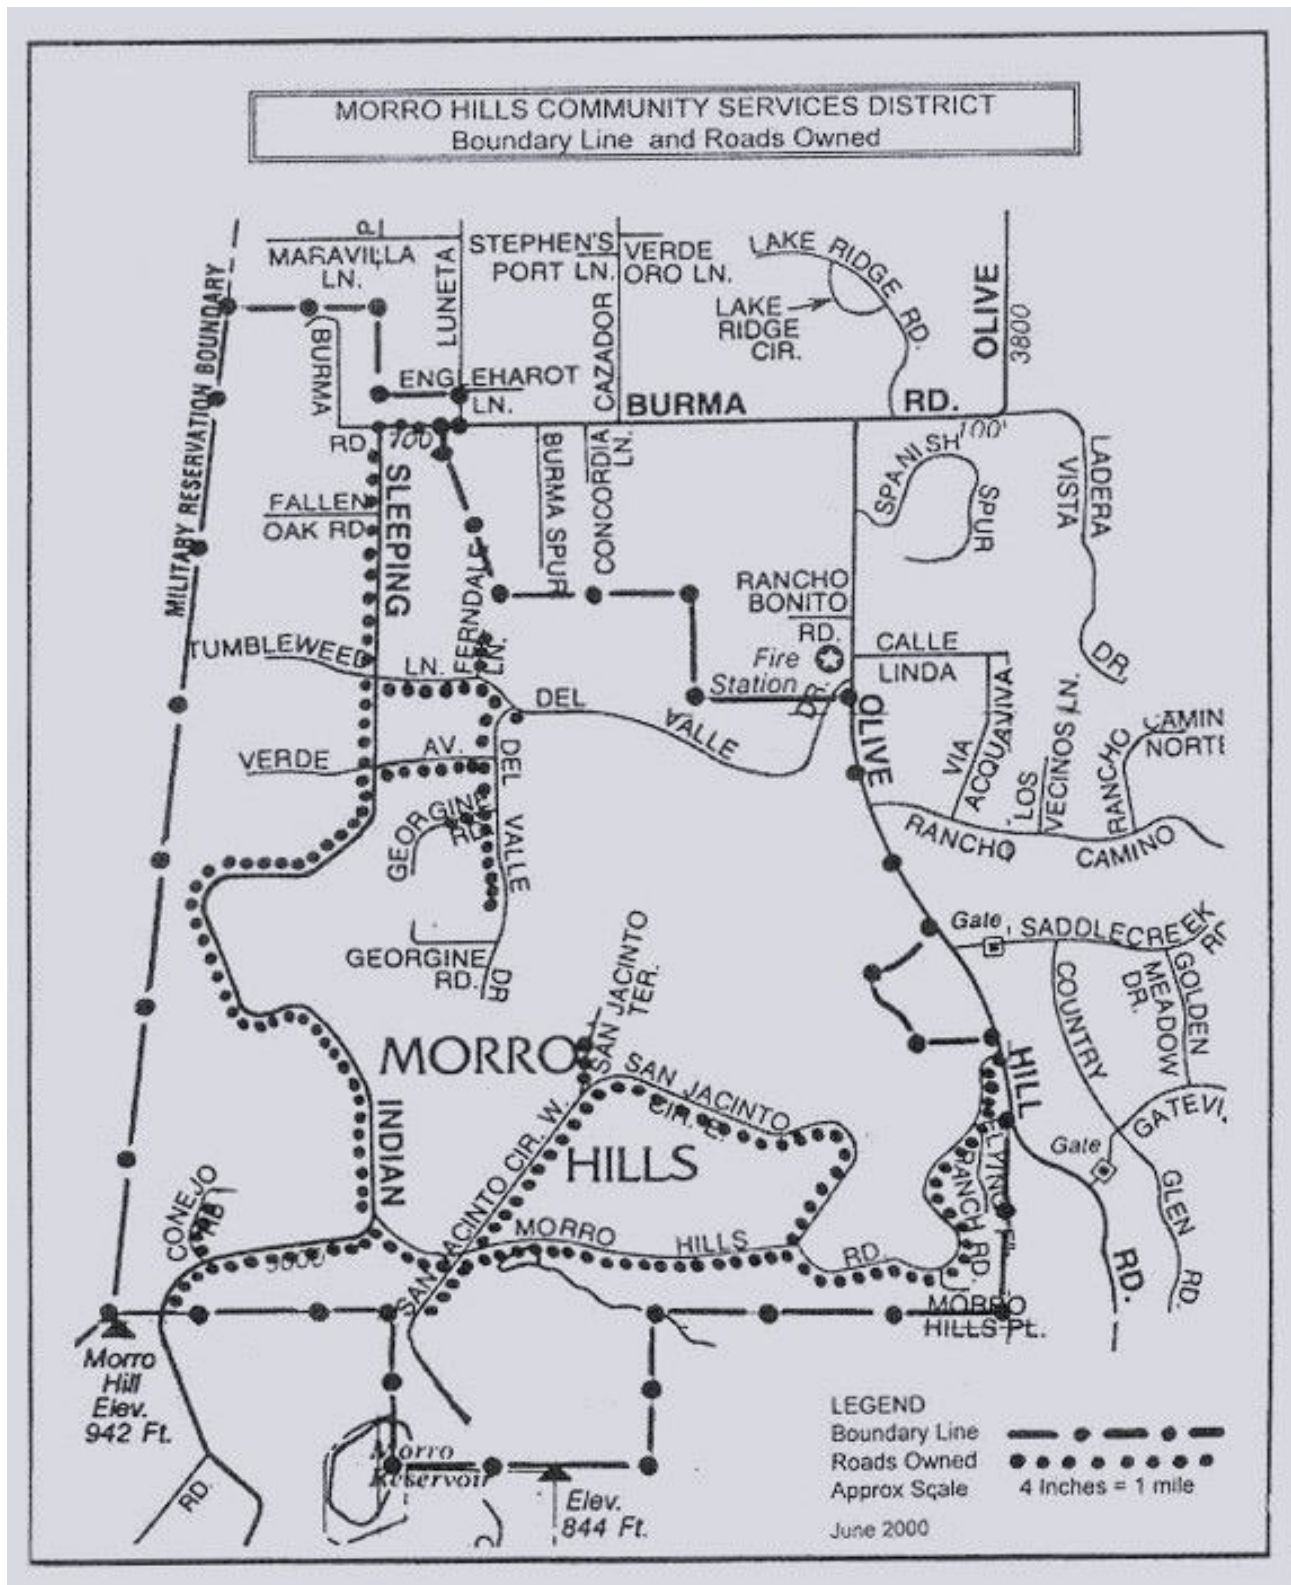 MORRO HILLS COMMUNITY SERVICES DISTRICT
Boundary Line and Roads Owned
P
MARAVILLA
LN.
LUNETA
STEPHEN'S
PORT LN.
VERDE
ORO LN.
LAKE RIDGE RD.
LAKE
RIDGE
CIR.
OLIVE
3800
MILITARY RESERVATION BOUNDARY
BURMA
ENGLEHAROT
LN.
CAZADOR
BURMA RD.
RD.
700
100'
SLEEPING
FALLEN
OAK RD.
BURMA SPUR
CONCORDIA
LN.
SPANISH
SPUR
LADERA
VISTA
DR.
FERNDALE
LN.
RANCHO
BONITO
RD.
Fire
Station
CALLE
LINDA
TUMBLEWEED LN.
DEL VALLE DR.
OLIVE
VIA
ACQUAVIVA
LOS
VECINOS LN.
RANCHO
CAMIN
NORTE
VERDE AV.
DEL VALLE DR
GEORGINE
RD.
RANCHO CAMINO
GEORGINE
RD.
Gate
SADDLECREEK
COUNTRY
GOLDEN
MEADOW
DR.
SAN JACINTO
TER.
MORRO
HILLS
SAN JACINTO
CIR. E.
HILL
GATEVI
Gate
GLEN
RD.
INDIAN
SAN JACINTO CIR. W.
FLYING
RANCH RD.
CONEJO
RD
MORRO HILLS RD.
RD.
MORRO
HILLS PL.
Morro
Hill
Elev.
942 Ft.
Morro
Reservoir
Elev.
844 Ft.
RD.
LEGEND
Boundary Line
Roads Owned
Approx Scale 4 Inches = 1 mile
June 2000